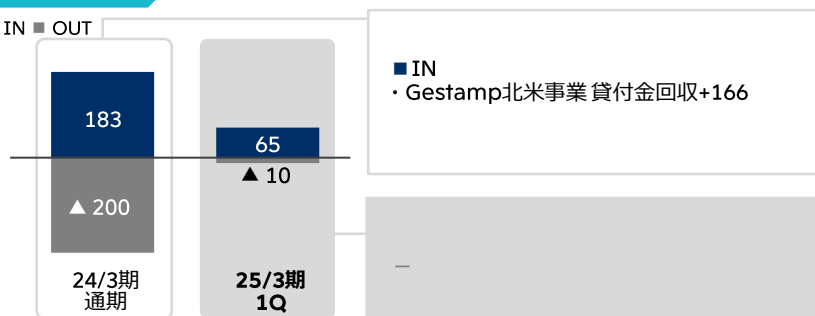 IN ■ OUT
183
▲ 200
24/3期
通期
65
▲ 10
25/3期
1Q
■ IN
・Gestamp北米事業 貸付金回収+166
―